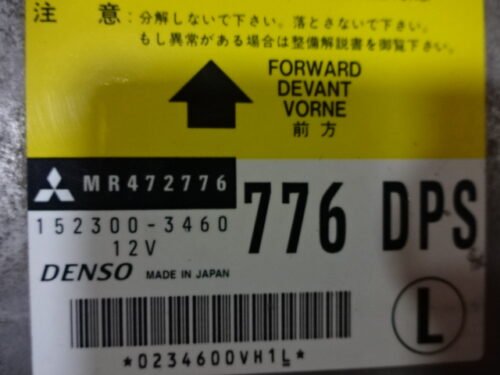 注 意 : 分解しないで下さい。落とさないで下さい。
もし異常がある場合は整備解説書を御覧下さい。
FORWARD
DEVANT
VORNE
前方
MR472776
152300-3460
12V
776 DPS
DENSO MADE IN JAPAN
L
*0234600VH1L*